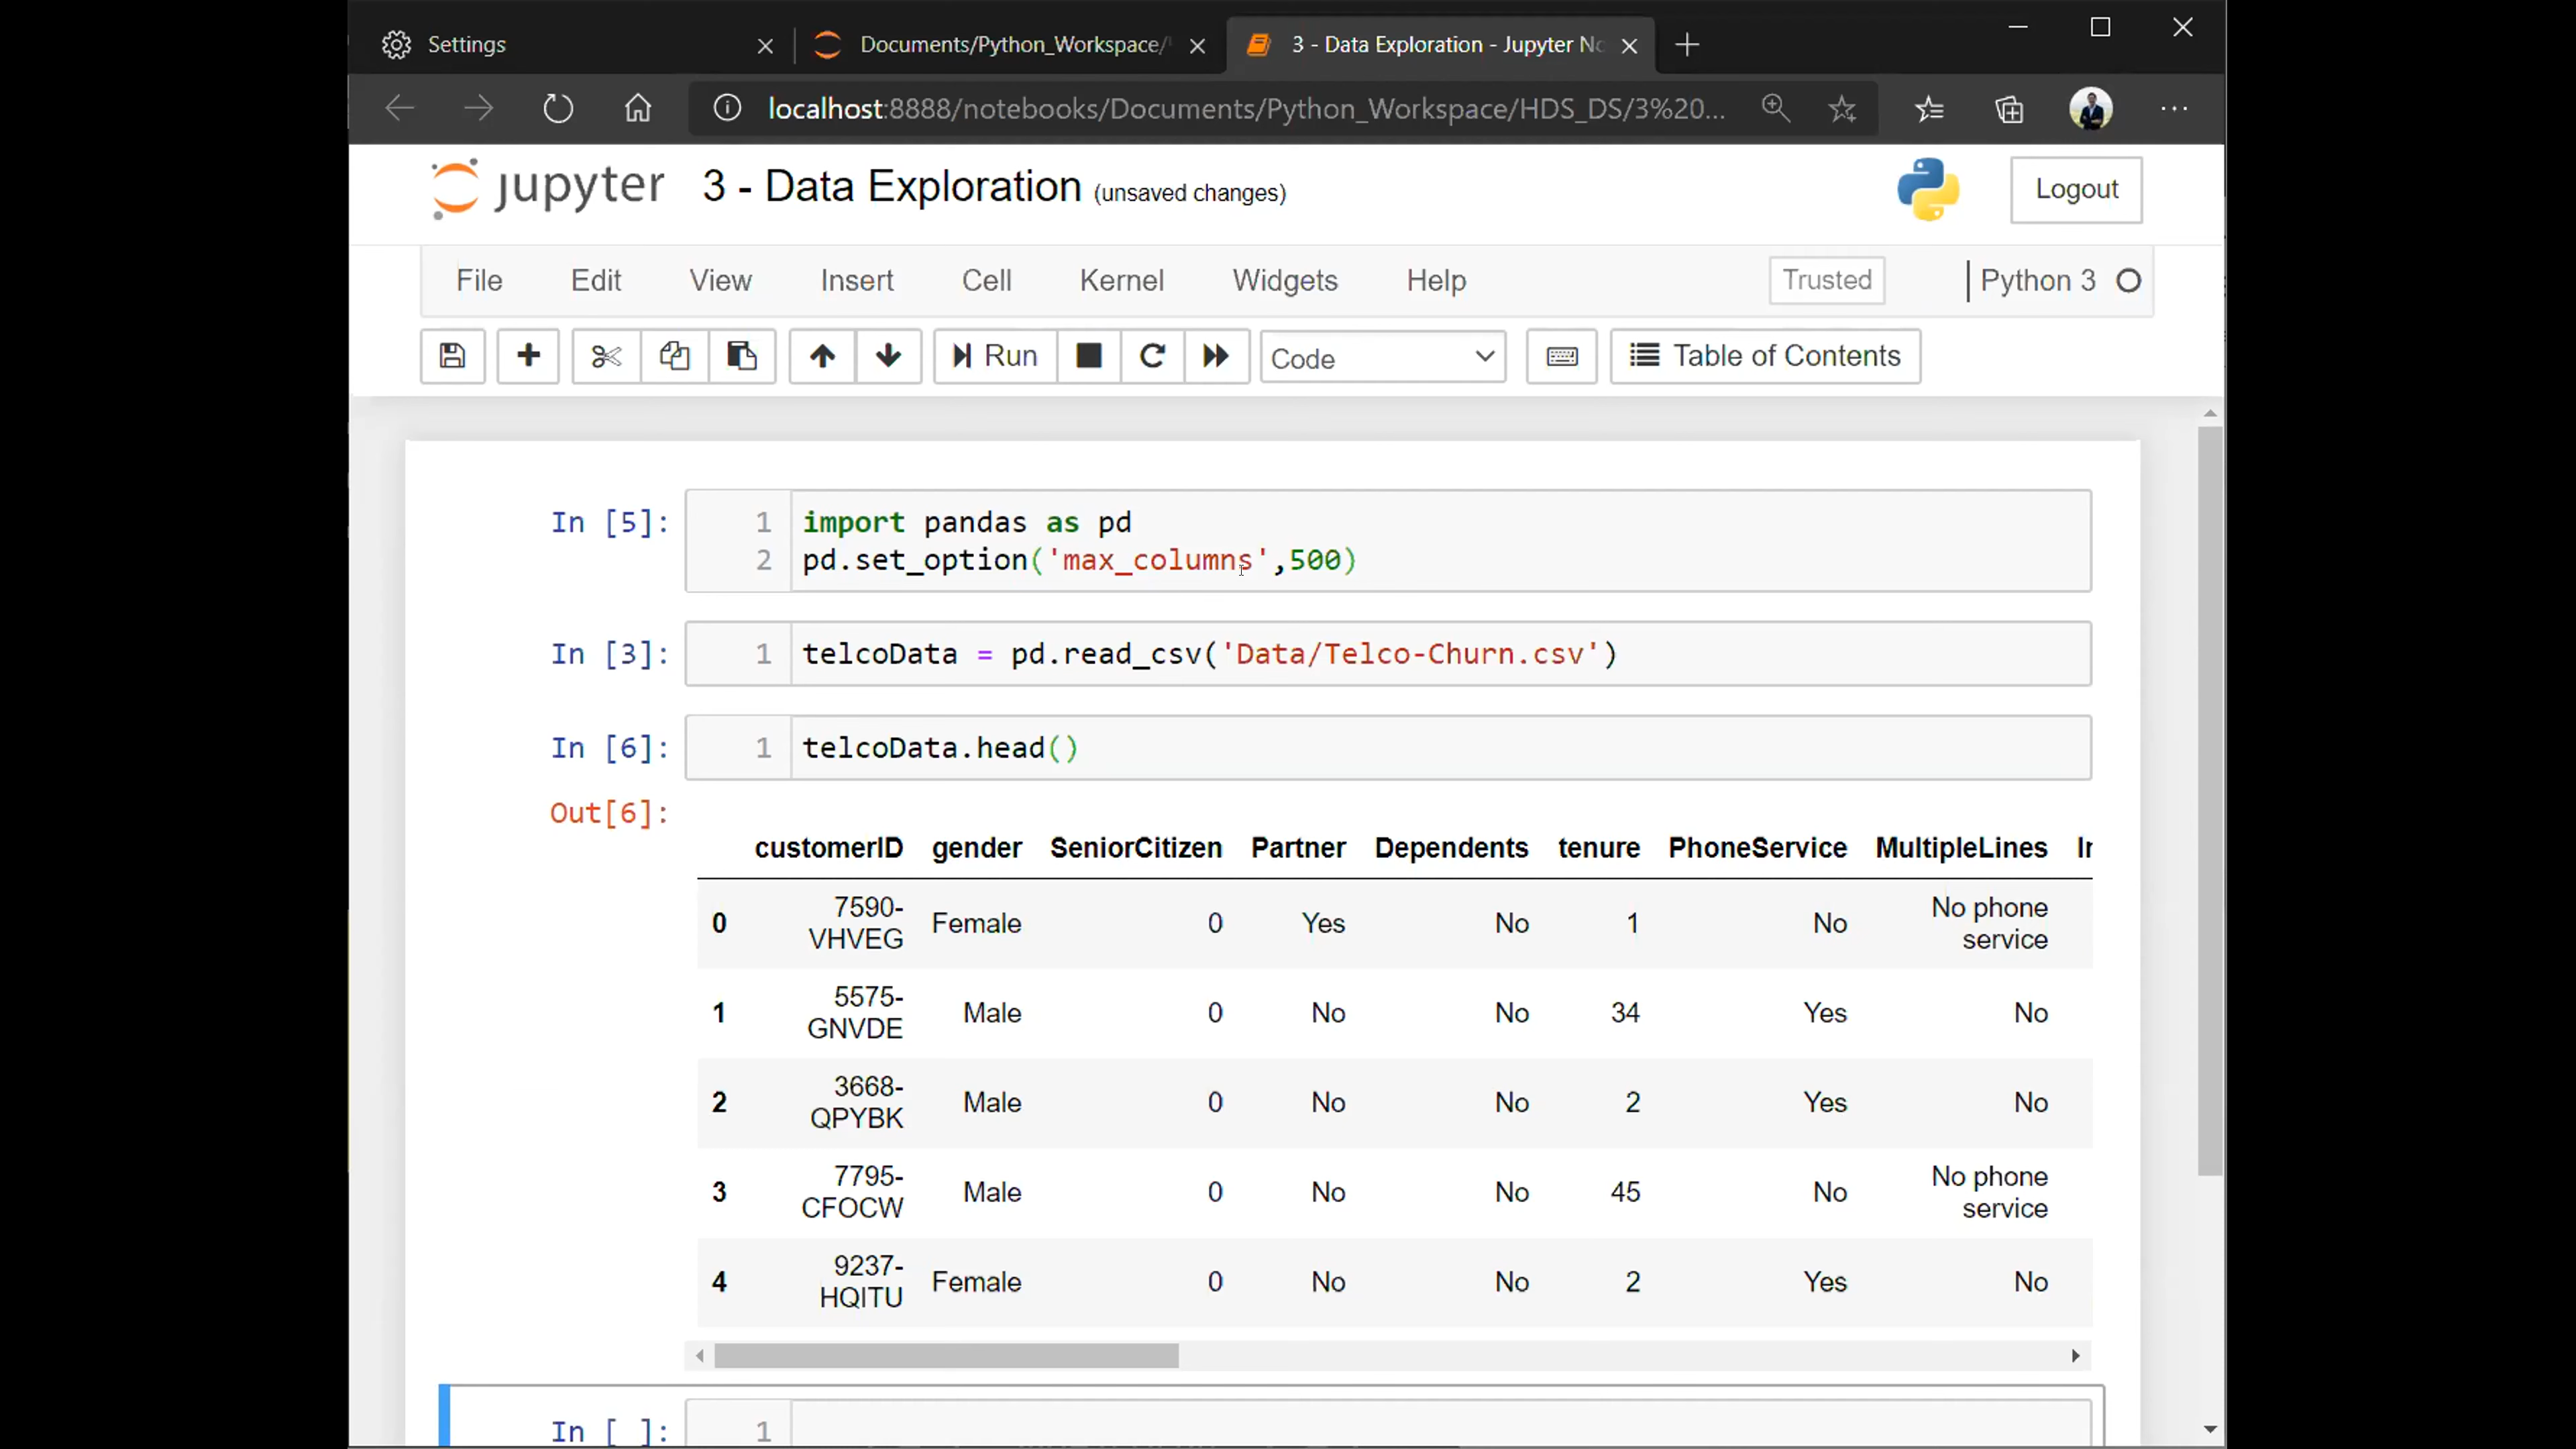 Settings
Documents/Python_Workspace/
3 - Data Exploration - Jupyter No
localhost:8888/notebooks/Documents/Python_Workspace/HDS_DS/3%20...
jupyter 3 - Data Exploration (unsaved changes)
Logout
File Edit View Insert Cell Kernel Widgets Help
Trusted
Python 3
Run
Code
Table of Contents
In [5]:
1 import pandas as pd
2 pd.set_option('max_columns',500)
In [3]:
1 telcoData = pd.read_csv('Data/Telco-Churn.csv')
In [6]:
1 telcoData.head()
Out[6]:
customerID gender SeniorCitizen Partner Dependents tenure PhoneService MultipleLines In
0 7590-VHVEG Female 0 Yes No 1 No No phone service
1 5575-GNVDE Male 0 No No 34 Yes No
2 3668-QPYBK Male 0 No No 2 Yes No
3 7795-CFOCW Male 0 No No 45 No No phone service
4 9237-HQITU Female 0 No No 2 Yes No
In [ ]:
1